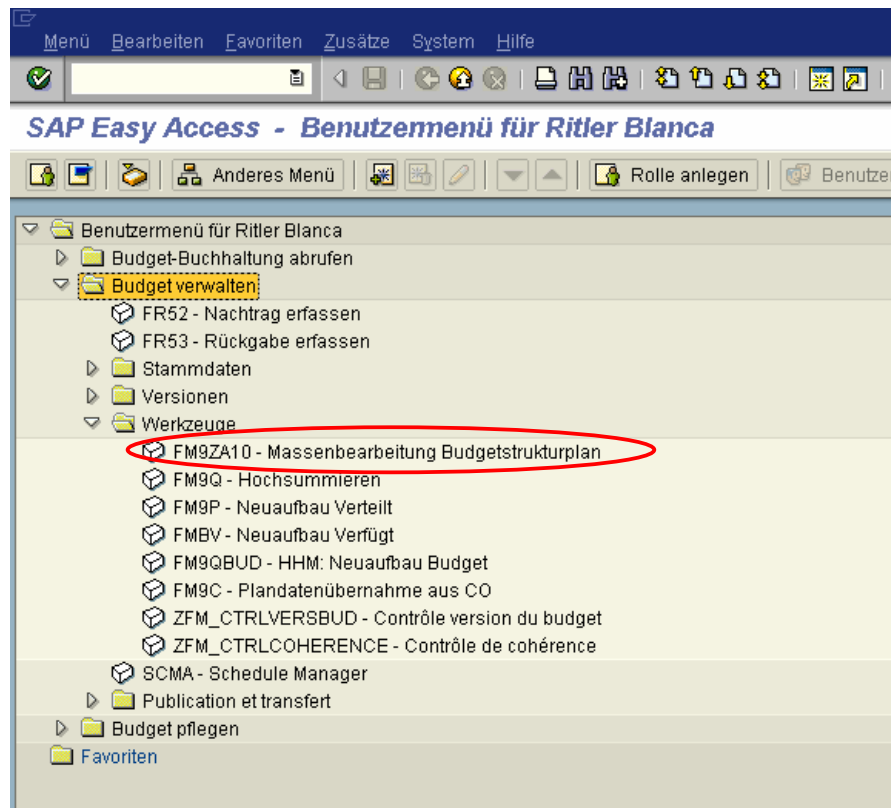 Menü Bearbeiten Favoriten Zusätze System Hilfe
SAP Easy Access - Benutzermenü für Ritler Blanca
Anderes Menü Rolle anlegen Benutze
Benutzermenü für Ritler Blanca
Budget-Buchhaltung abrufen
Budget verwalten
FR52 - Nachtrag erfassen
FR53 - Rückgabe erfassen
Stammdaten
Versionen
Werkzeuge
FM9ZA10 - Massenbearbeitung Budgetstrukturplan
FM9Q - Hochsummieren
FM9P - Neuaufbau Verteilt
FMBV - Neuaufbau Verfügt
FM9QBUD - HHM: Neuaufbau Budget
FM9C - Plandatenübernahme aus CO
ZFM_CTRLVERSBUD - Contrôle version du budget
ZFM_CTRLCOHERENCE - Contrôle de cohérence
SCMA - Schedule Manager
Publication et transfert
Budget pflegen
Favoriten